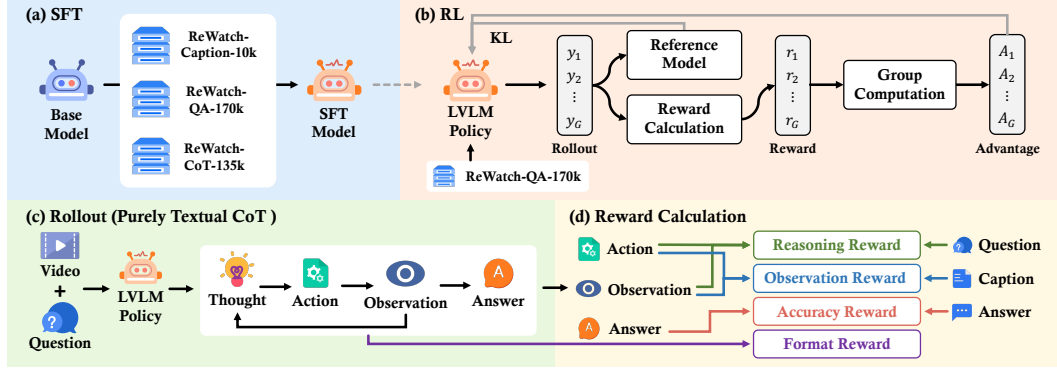 (a) SFT
ReWatch-
Caption-10k
ReWatch-
QA-170k
ReWatch-
CoT-135k
Base
Model
SFT
Model
(b) RL
KL
LVLM
Policy
ReWatch-QA-170k
y1
y2
⋮
yG
Rollout
Reference
Model
Reward
Calculation
r1
r2
⋮
rG
Reward
Group
Computation
A1
A2
⋮
AG
Advantage
(c) Rollout (Purely Textual CoT )
Video
+
?
Question
LVLM
Policy
Thought
Action
Observation
A
Answer
(d) Reward Calculation
Action
Observation
A
Answer
Reasoning Reward
Observation Reward
Accuracy Reward
Format Reward
?
Question
Caption
Answer